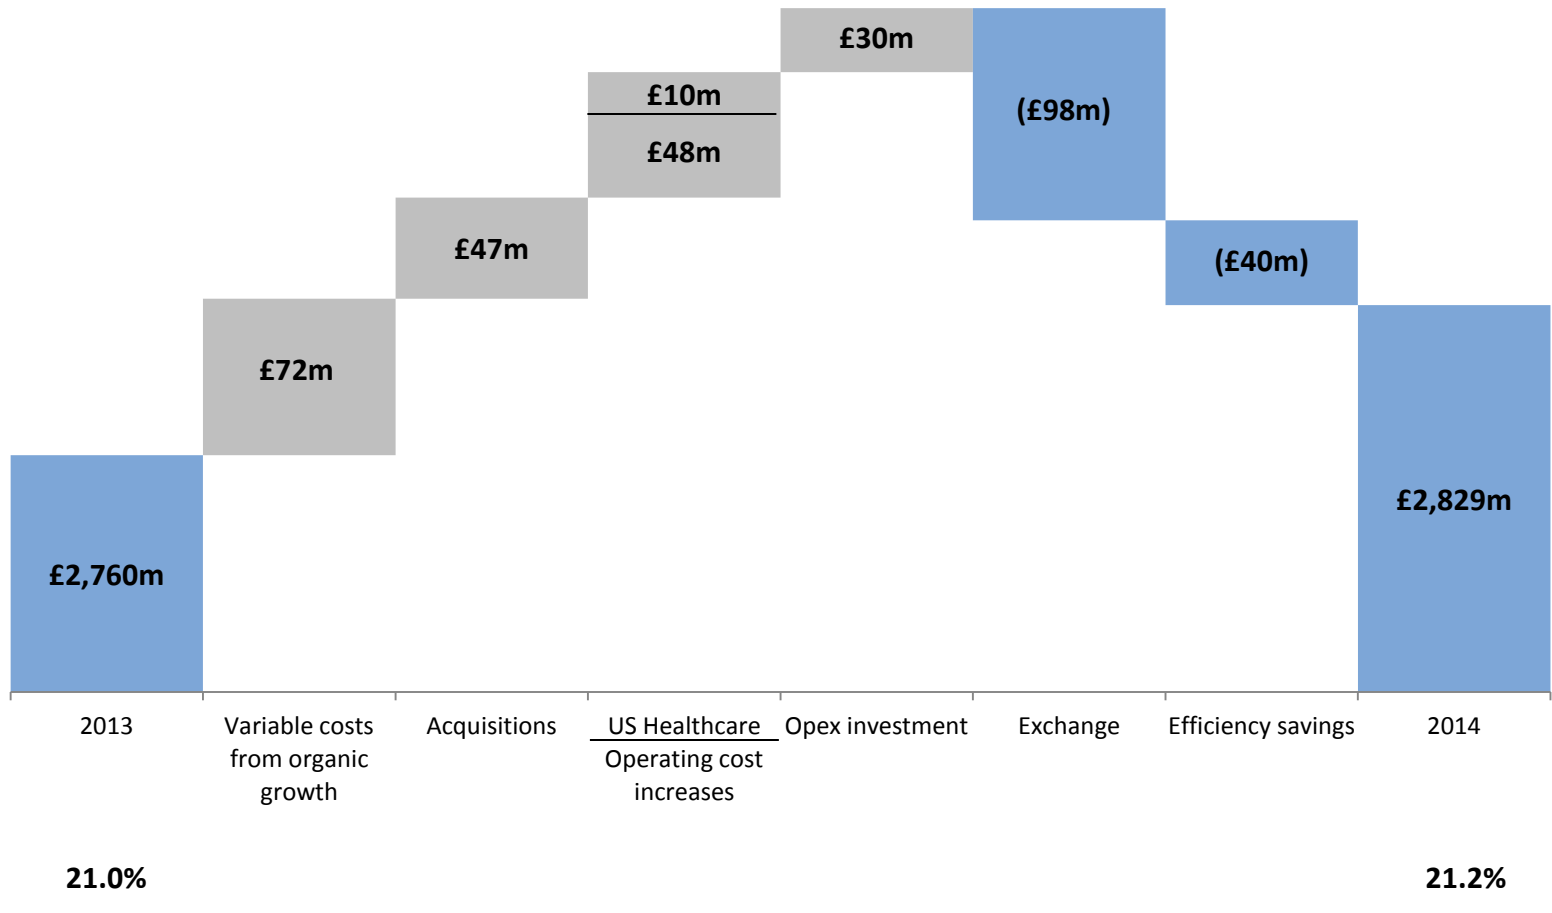 £30m
£10m
(£98m)
£48m
£47m
(£40m)
£72m
£2,829m
£2,760m
2013
Variable costs
from organic
growth
Acquisitions
US Healthcare
Operating cost
increases
Opex investment
Exchange
Efficiency savings
2014
21.0%
21.2%